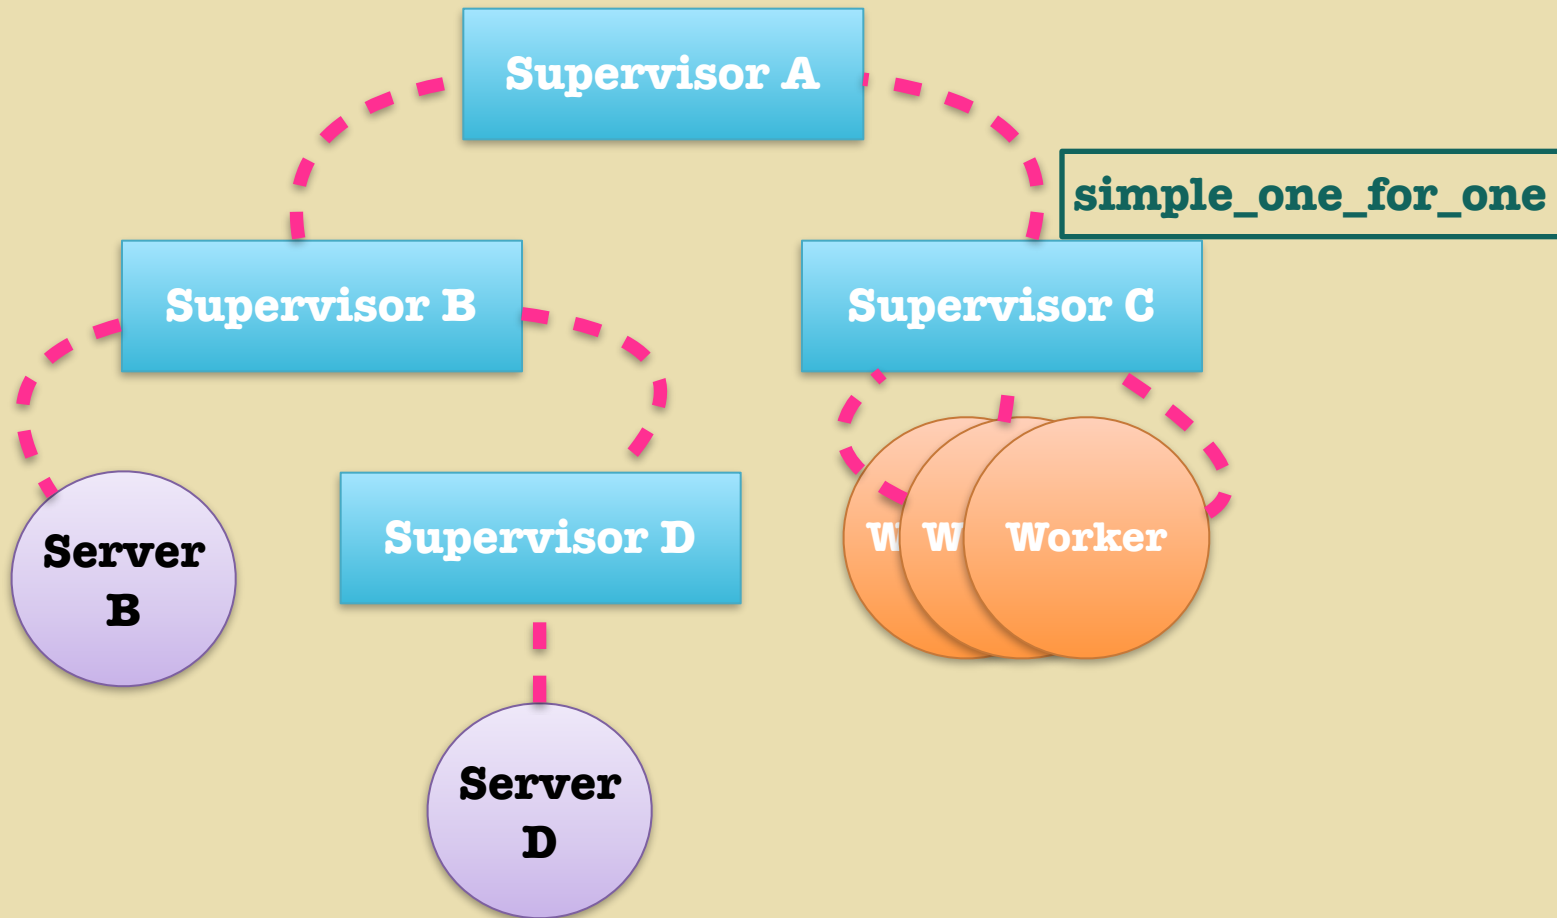 Supervisor A
simple_one_for_one
Supervisor B
Supervisor C
Supervisor D
W
W
Worker
Server
B
Server
D